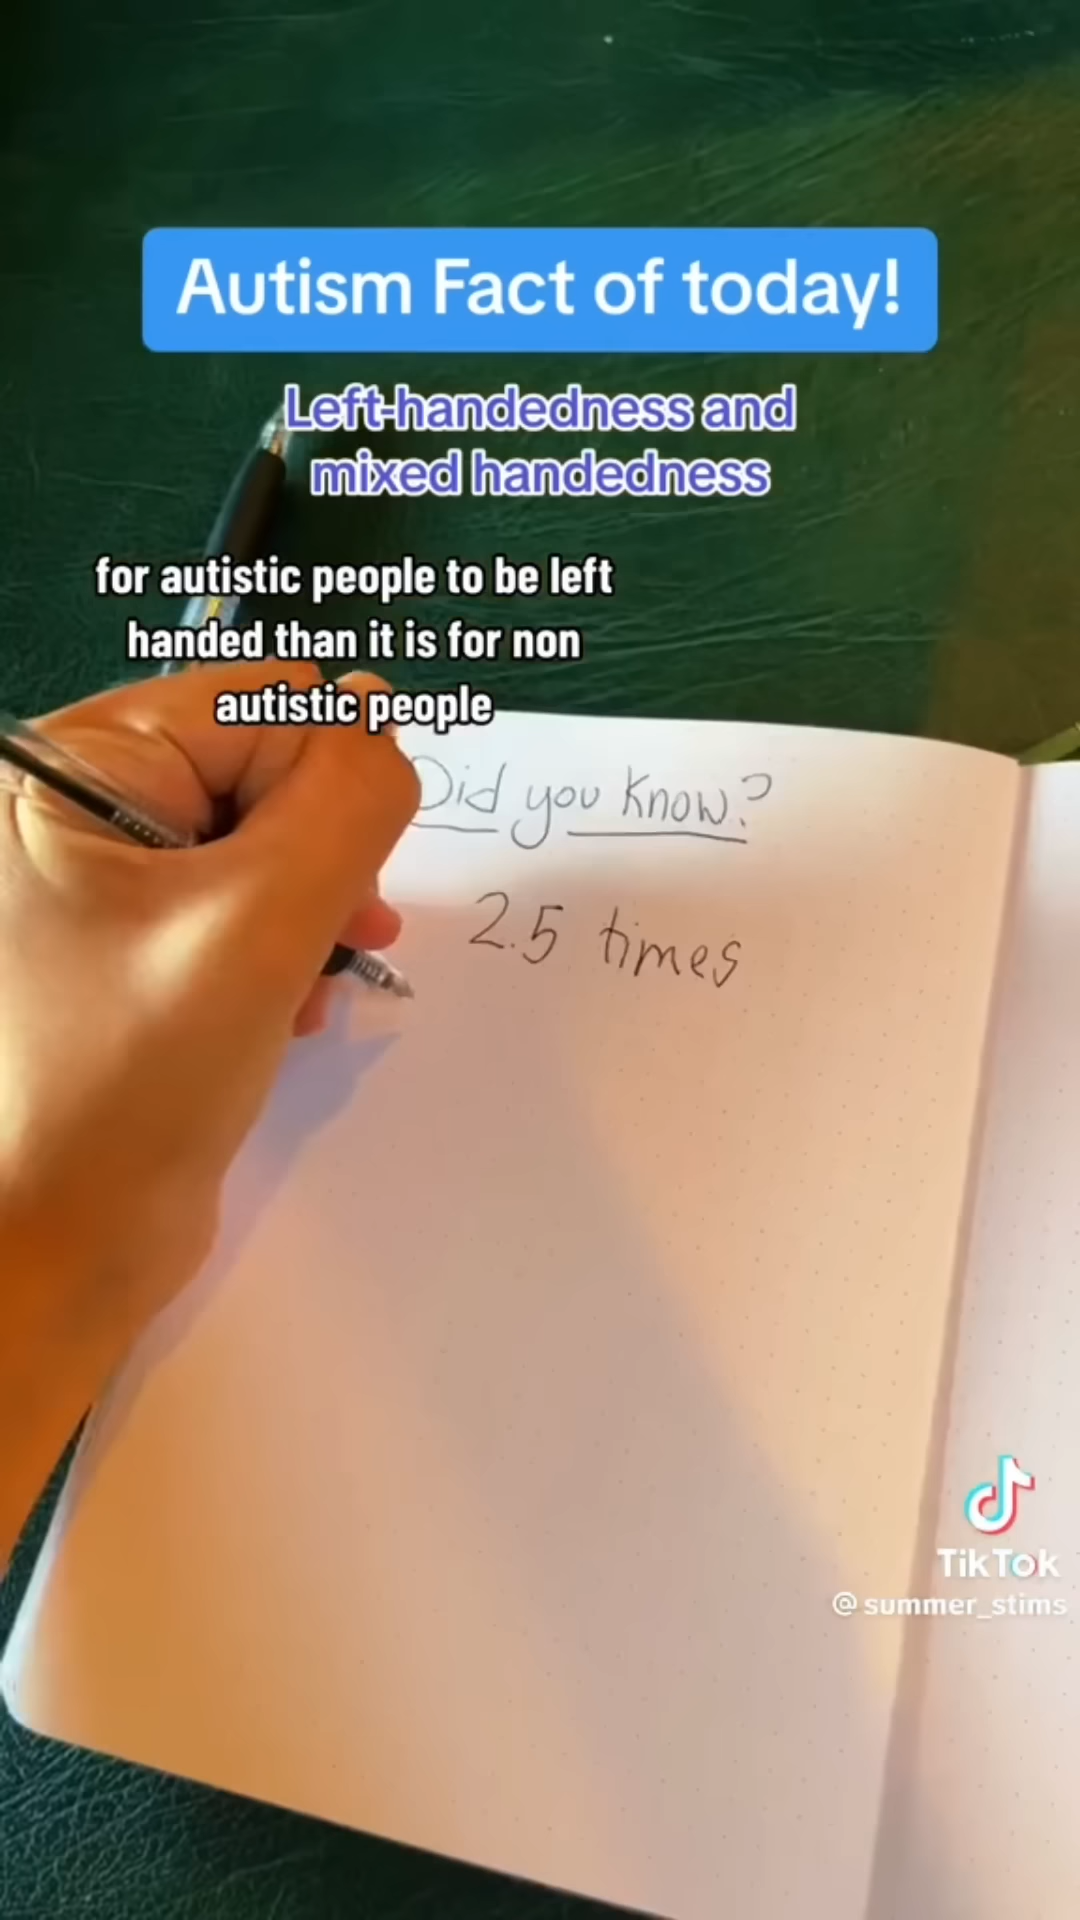 Autism Fact of today!
Left-handedness and
mixed handedness
for autistic people to be left
handed than it is for non
autistic people
Did you know?
2.5 times
TikTok
@summer_stims